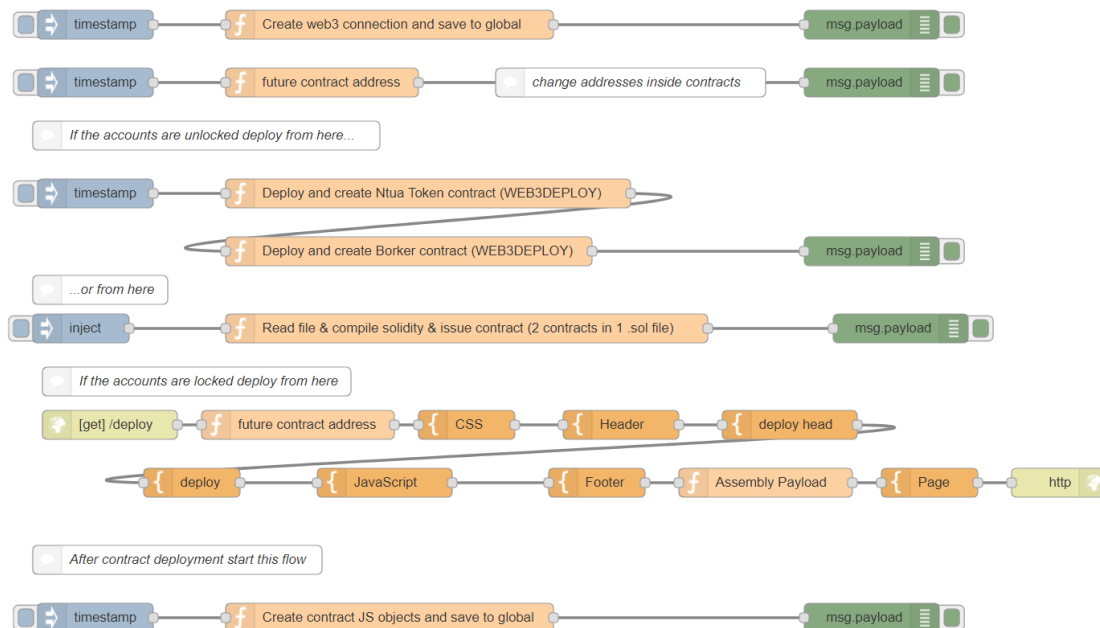 timestamp Create web3 connection and save to global msg.payload
timestamp future contract address change addresses inside contracts msg.payload
If the accounts are unlocked deploy from here...
timestamp Deploy and create Ntua Token contract (WEB3DEPLOY)
Deploy and create Borker contract (WEB3DEPLOY) msg.payload
...or from here
inject Read file & compile solidity & issue contract (2 contracts in 1 .sol file) msg.payload
If the accounts are locked deploy from here
[get] /deploy future contract address CSS Header deploy head
deploy JavaScript Footer Assembly Payload Page http
After contract deployment start this flow
timestamp Create contract JS objects and save to global msg.payload